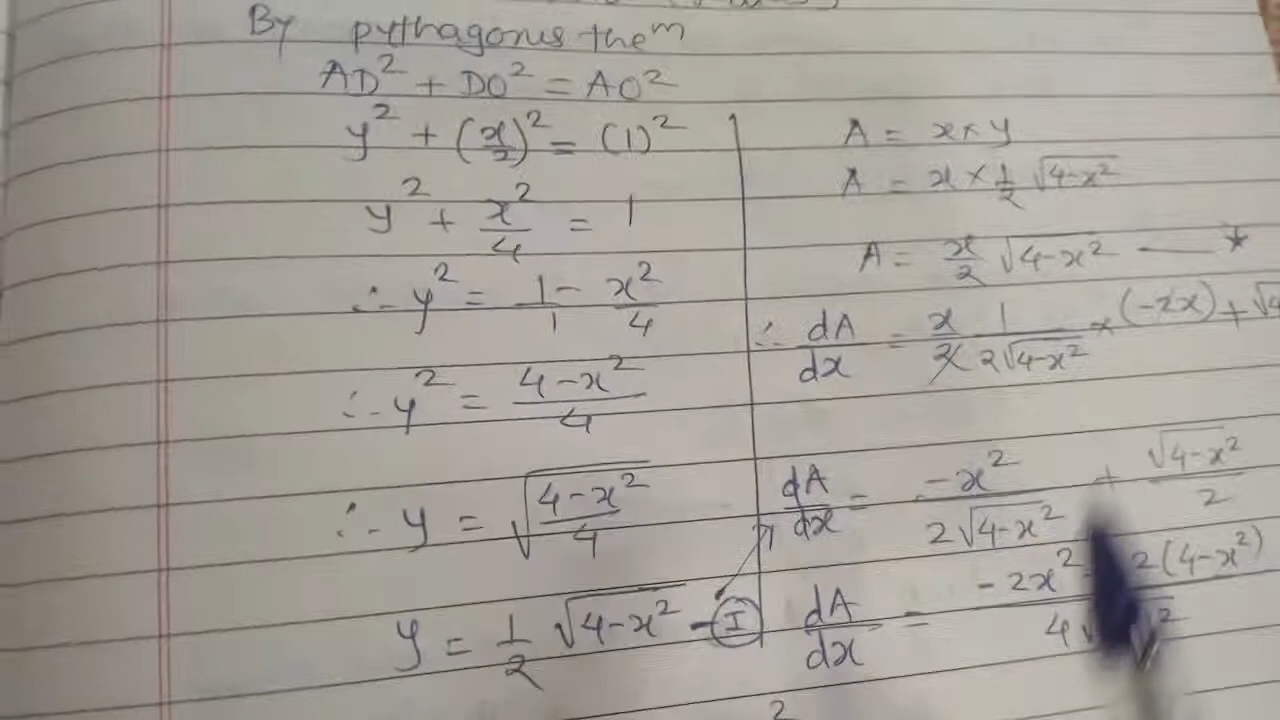 By pythagorus them
AD² + DO² = AO²
y² + (x/2)² = (1)²
y² + x²/4 = 1
∴ y² = 1/1 - x²/4
∴ y² = (4-x²)/4
∴ y = √((4-x²)/4)
y = 1/2 √(4-x²) - I
A = x × y
A = x × 1/2 √(4-x²)
A = x/2 √(4-x²) — *
∴ dA/dx = x/2 1/(2√(4-x²)) × (-2x) + √4
dA/dx = -x²/(2√(4-x²)) + √(4-x²)/2
dA/dx = -2x² 2(4-x²) / 4√ x²
2